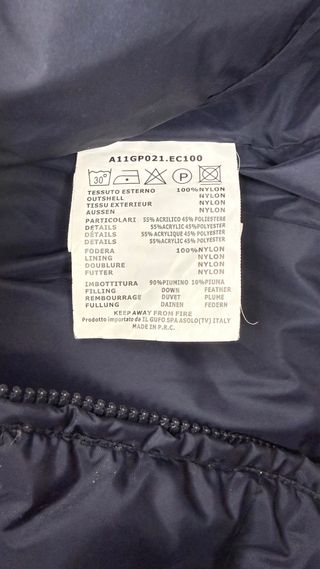 A11GP021.EC100
30°
P
TESSUTO ESTERNO 100%NYLON
OUTSHELL NYLON
TISSU EXTERIEUR NYLON
AUSSEN NYLON
PARTICOLARI 55%ACRILICO 45%POLIESTERE
DETAILS 55%ACRYLIC 45%POLYESTER
DÉTAILS 55%ACRYLIQUE 45%POLYESTER
DETAILS 55%ACRYLIC 45%POLYESTER
FODERA 100%NYLON
LINING NYLON
DOUBLURE NYLON
FUTTER NYLON
IMBOTTITURA 90%PIUMINO 10%PIUMA
FILLING DOWN FEATHER
REMBOURRAGE DUVET PLUME
FULLUNG DAINEN FEDERN
KEEP AWAY FROM FIRE
Prodotto importato da IL GUFO SPA ASOLO(TV) ITALY
MADE IN P.R.C.